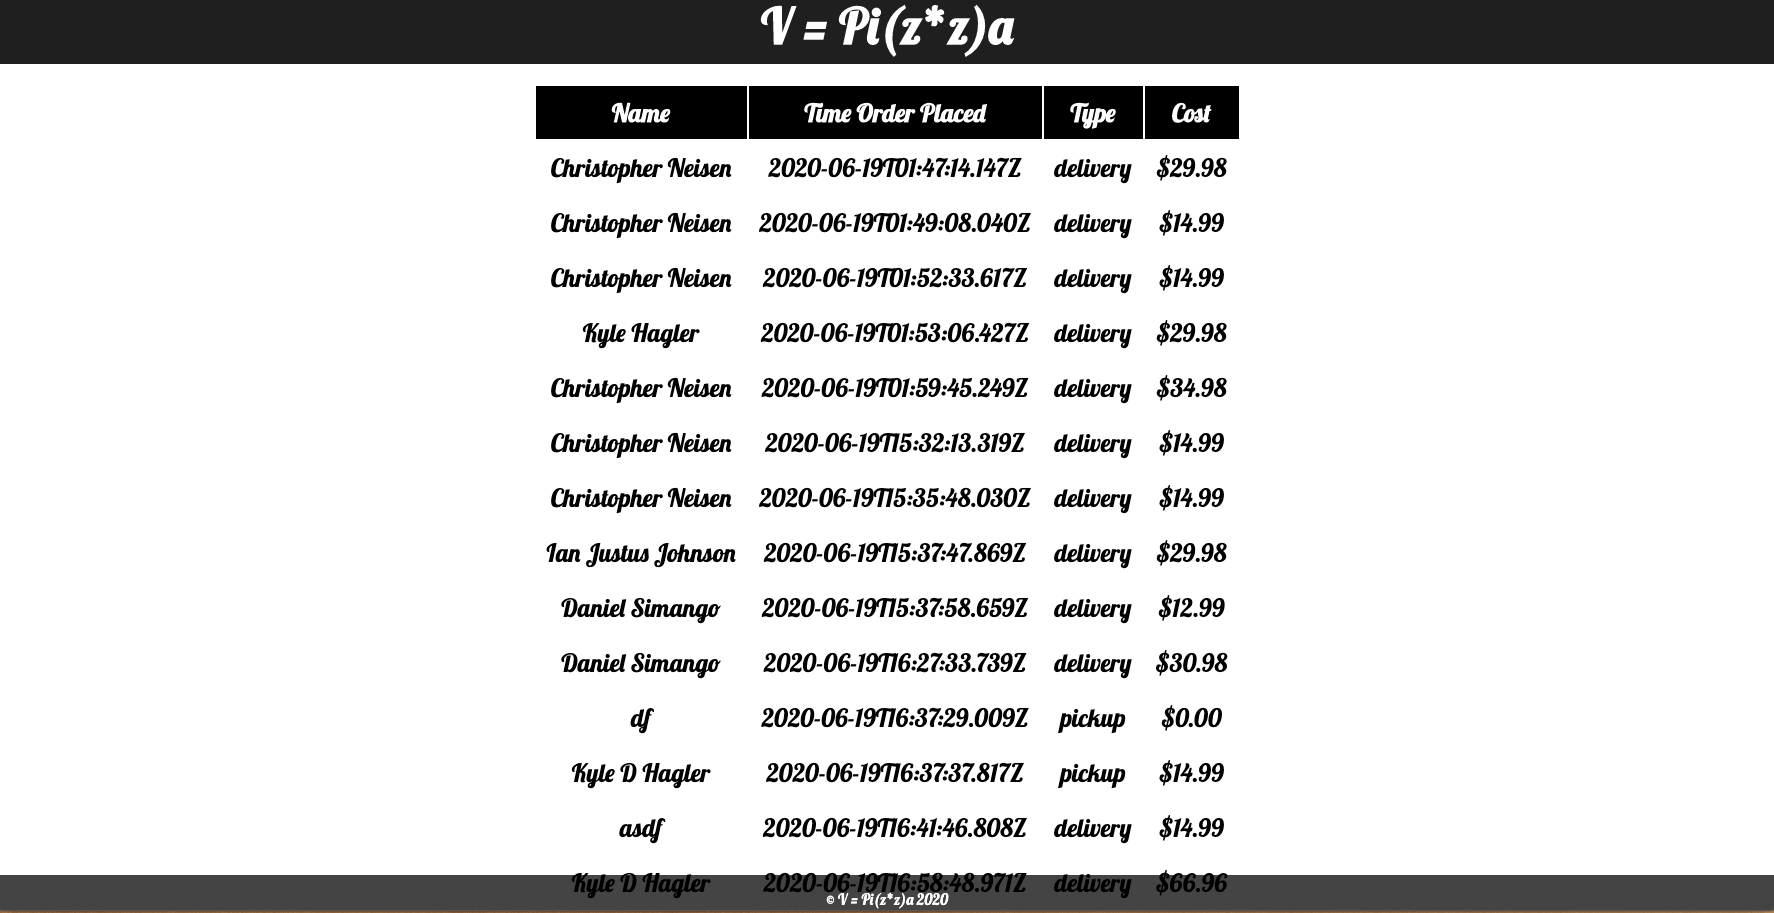 V = Pi(z*z)a
Name Time Order Placed Type Cost
Christopher Neisen 2020-06-19T01:47:14.147Z delivery $29.98
Christopher Neisen 2020-06-19T01:49:08.040Z delivery $14.99
Christopher Neisen 2020-06-19T01:52:33.617Z delivery $14.99
Kyle Hagler 2020-06-19T01:53:06.427Z delivery $29.98
Christopher Neisen 2020-06-19T01:59:45.249Z delivery $34.98
Christopher Neisen 2020-06-19T15:32:13.319Z delivery $14.99
Christopher Neisen 2020-06-19T15:35:48.030Z delivery $14.99
Ian Justus Johnson 2020-06-19T15:37:47.869Z delivery $29.98
Daniel Simango 2020-06-19T15:37:58.659Z delivery $12.99
Daniel Simango 2020-06-19T16:27:33.739Z delivery $30.98
df 2020-06-19T16:37:29.009Z pickup $0.00
Kyle D Hagler 2020-06-19T16:37:37.817Z pickup $14.99
asdf 2020-06-19T16:41:46.808Z delivery $14.99
Kyle D Hagler 2020-06-19T16:58:48.971Z delivery $66.96
© V = Pi(z*z)a 2020